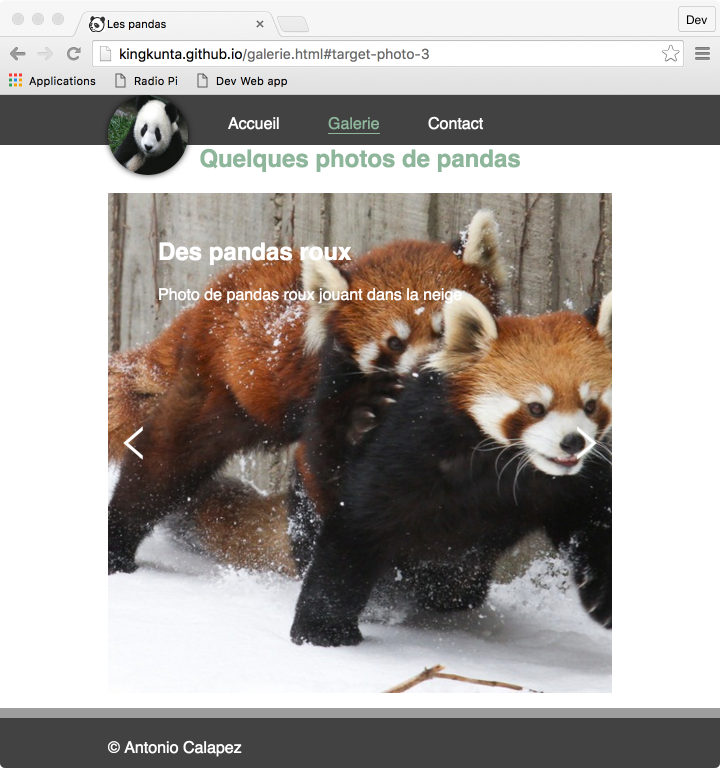 Les pandas
Dev
kingkunta.github.io/galerie.html#target-photo-3
Applications Radio Pi Dev Web app
Accueil Galerie Contact
Quelques photos de pandas
Des pandas roux
Photo de pandas roux jouant dans la neige
© Antonio Calapez